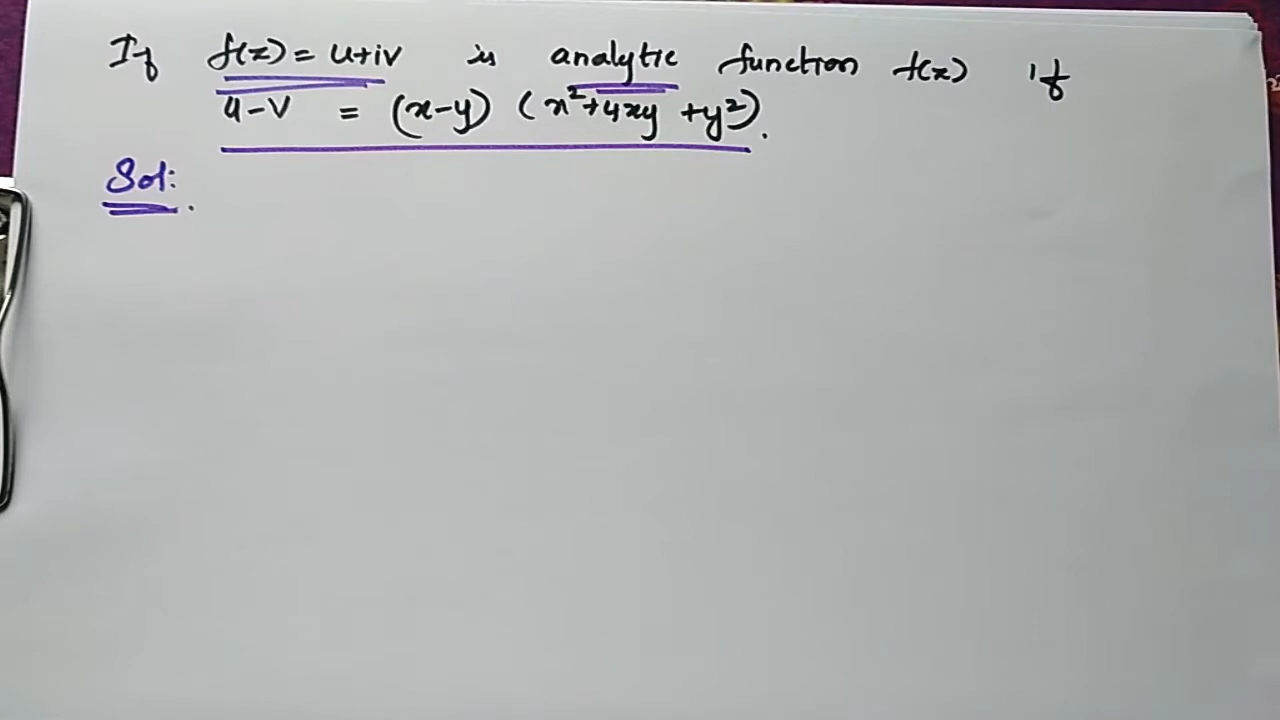 If f(z) = u+iv is analytic function f(z) if
u-v = (x-y) (x²+4xy +y²).
Sol:.